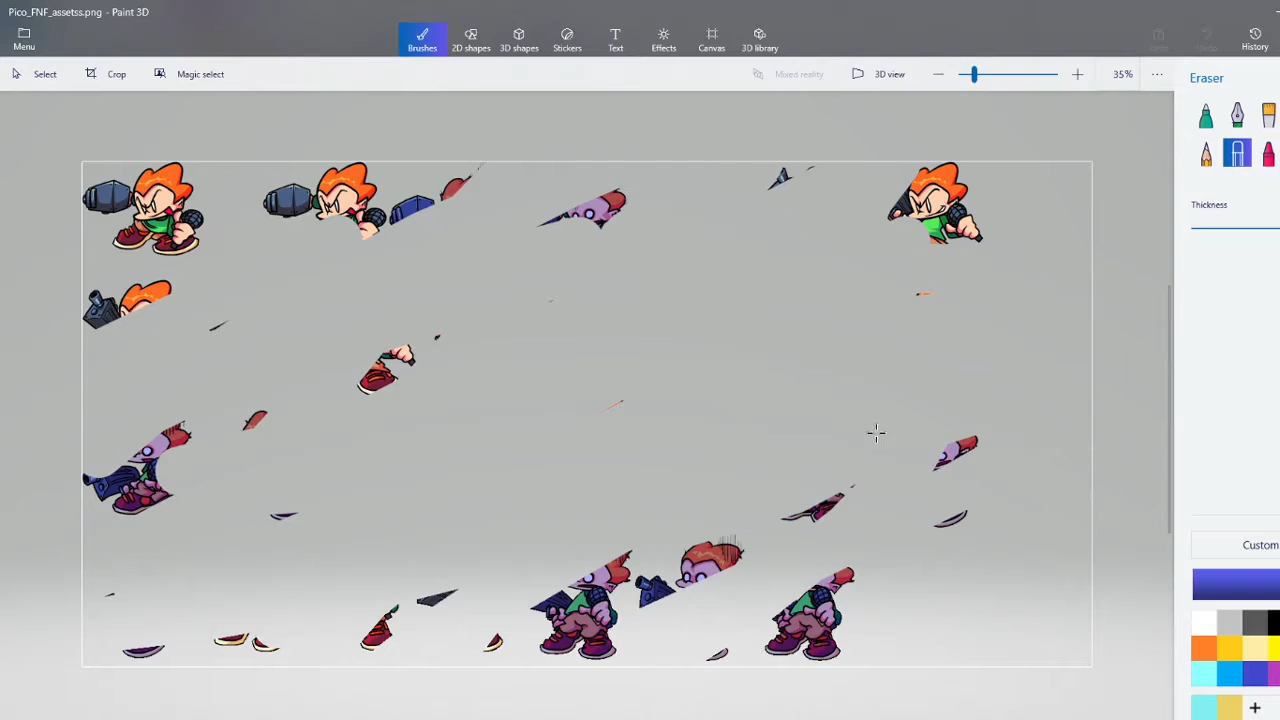 Pico_FNF_assetss.png - Paint 3D
Menu
Brushes
2D shapes
3D shapes
Stickers
Text
Effects
Canvas
3D library
Undo
History
Select
Crop
Magic select
Mixed reality
3D view
35%
Eraser
Thickness
Custom